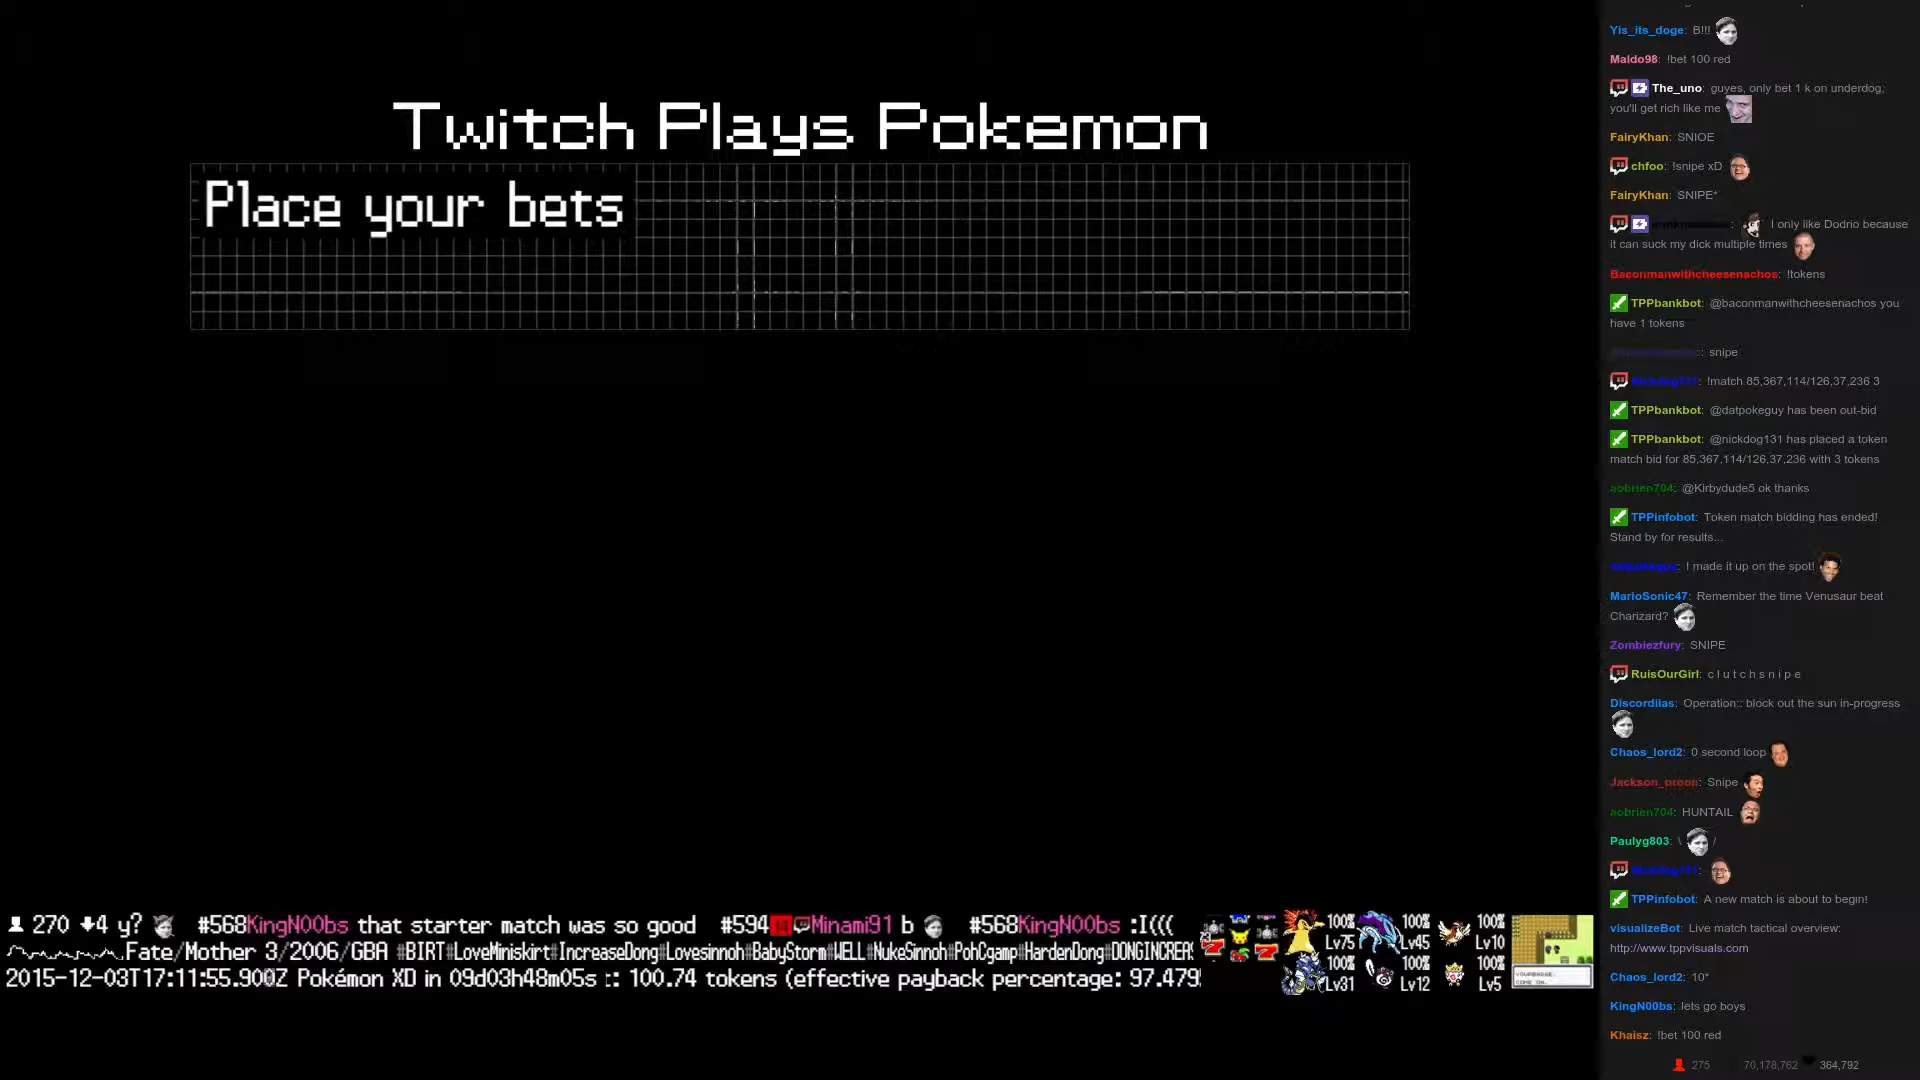 Twitch Plays Pokemon
Place your bets
270 4 y? #568KingN00bs that starter match was so good #594 Minami91 b #568KingN00bs :I(((
Fate/Mother 3/2006/GBA #BIRT#LoveMiniskirt#IncreaseDong#Lovesinnoh#BabyStorm#WELL#NukeSinnoh#PohCgamp#HardenDong#DONGINCREAS
2015-12-03T17:11:55.900Z Pokémon XD in 09d03h48m05s :: 100.74 tokens (effective payback percentage: 97.479
100% Lv75 100% Lv45 100% Lv10
100% Lv31 100% Lv12 100% Lv5
COME ON.
Yis_its_doge: B!!!
Maldo98: !bet 100 red
The_uno: guyes, only bet 1 k on underdog;
you'll get rich like me
FairyKhan: SNIOE
chfoo: !snipe xD
FairyKhan: SNIPE*
: I only like Dodrio because
it can suck my dick multiple times
Baconmanwithcheesenachos: !tokens
TPPbankbot: @baconmanwithcheesenachos you
have 1 tokens
: snipe
Nickdog131: !match 85,367,114/126,37,236 3
TPPbankbot: @datpokeguy has been out-bid
TPPbankbot: @nickdog131 has placed a token
match bid for 85,367,114/126,37,236 with 3 tokens
aobrien704: @Kirbydude5 ok thanks
TPPinfobot: Token match bidding has ended!
Stand by for results...
: I made it up on the spot!
MarioSonic47: Remember the time Venusaur beat
Charizard?
Zombiezfury: SNIPE
RuisOurGirl: c l u t c h s n i p e
Discordiias: Operation:: block out the sun in-progress
Chaos_lord2: 0 second loop
Jackson_broon: Snipe
aobrien704: HUNTAIL
Paulyg803: \ /
Nickdog131:
TPPinfobot: A new match is about to begin!
visualizeBot: Live match tactical overview:
http://www.tppvisuals.com
Chaos_lord2: 10*
KingN00bs: lets go boys
Khaisz: !bet 100 red
275 70,178,762 364,792